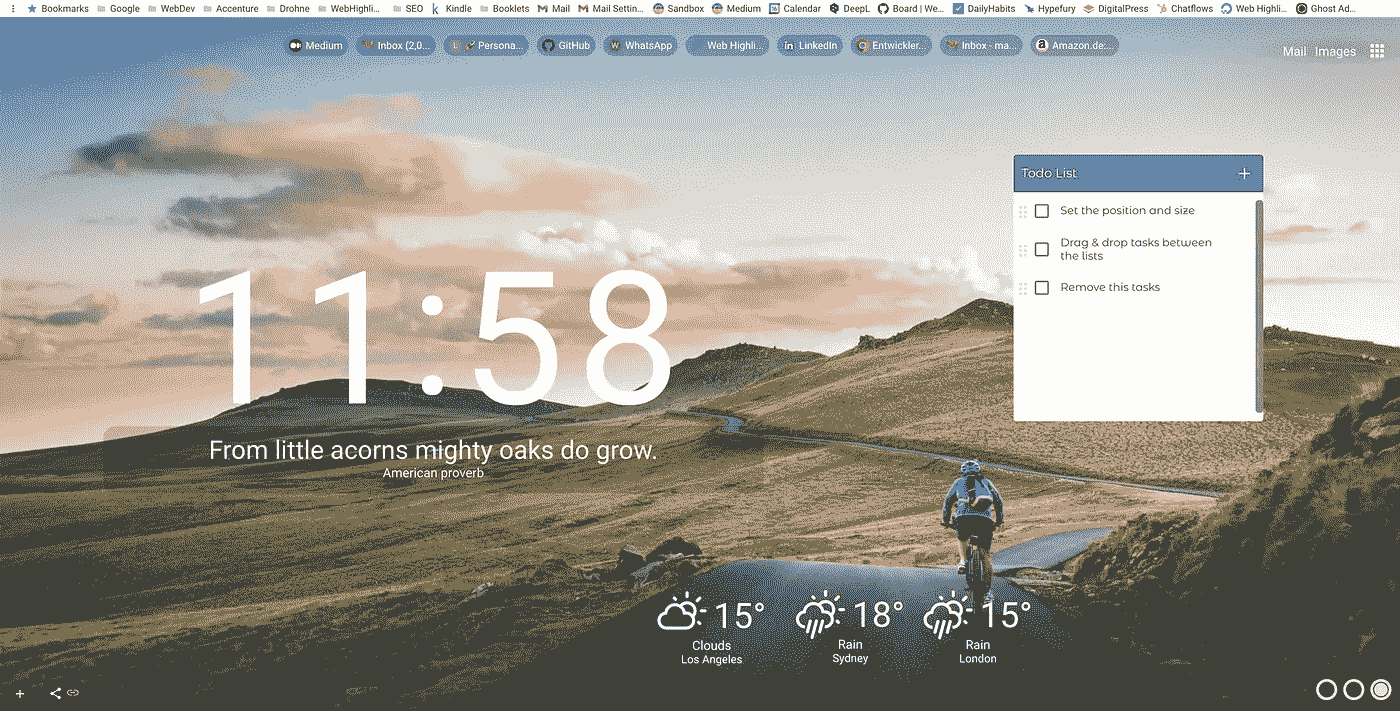 Bookmarks Google WebDev Accenture Drohne WebHighli... SEO Kindle Booklets Mail Mail Settin... Sandbox Medium Calendar DeepL Board | We... DailyHabits Hypefury DigitalPress Chatflows Web Highli... Ghost Ad...
Medium Inbox (2,0... Persona... GitHub WhatsApp Web Highli... LinkedIn Entwickler... Inbox - ma... Amazon.de:...
Mail Images
Todo List
Set the position and size
Drag & drop tasks between
the lists
Remove this tasks
11:58
From little acorns mighty oaks do grow.
American proverb
15° 18° 15°
Clouds Rain Rain
Los Angeles Sydney London